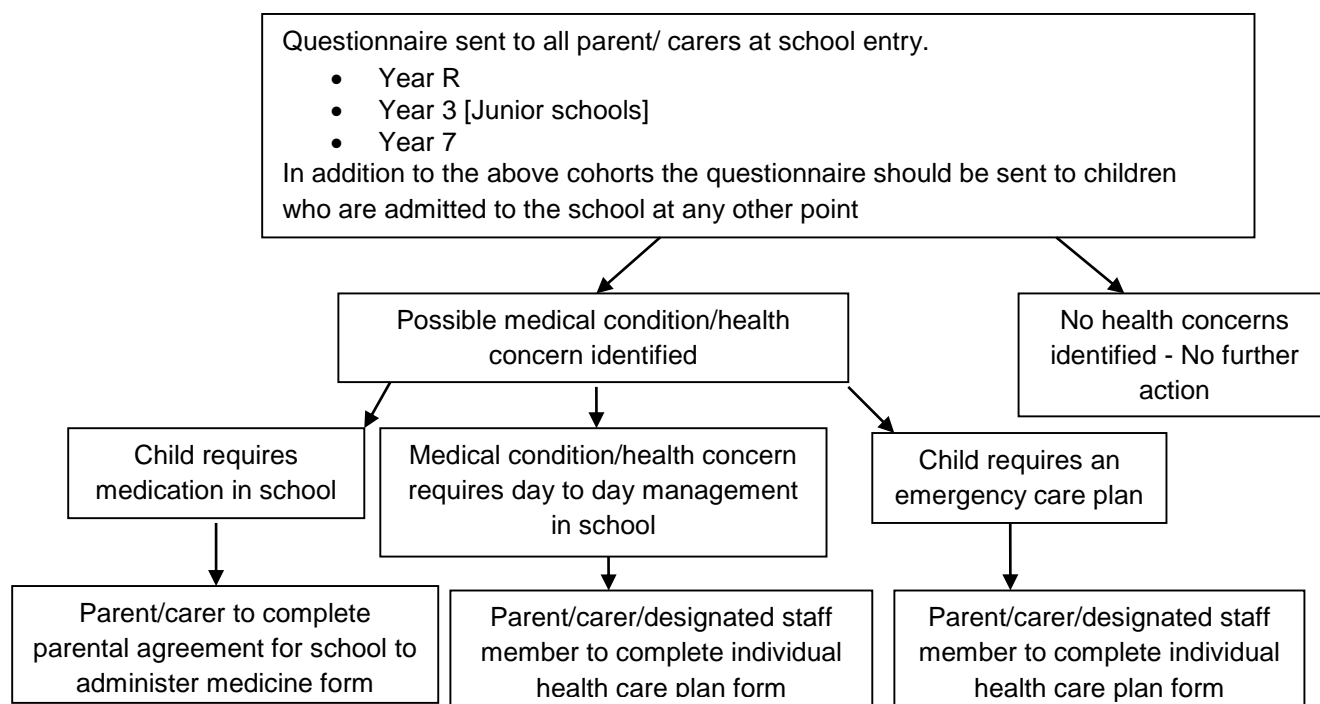 Questionnaire sent to all parent/ carers at school entry.
• Year R
• Year 3 [Junior schools]
• Year 7
In addition to the above cohorts the questionnaire should be sent to children
who are admitted to the school at any other point
Possible medical condition/health
concern identified
No health concerns
identified - No further
action
Child requires
medication in school
Medical condition/health concern
requires day to day management
in school
Child requires an
emergency care plan
Parent/carer to complete
parental agreement for school to
administer medicine form
Parent/carer/designated staff
member to complete individual
health care plan form
Parent/carer/designated staff
member to complete individual
health care plan form